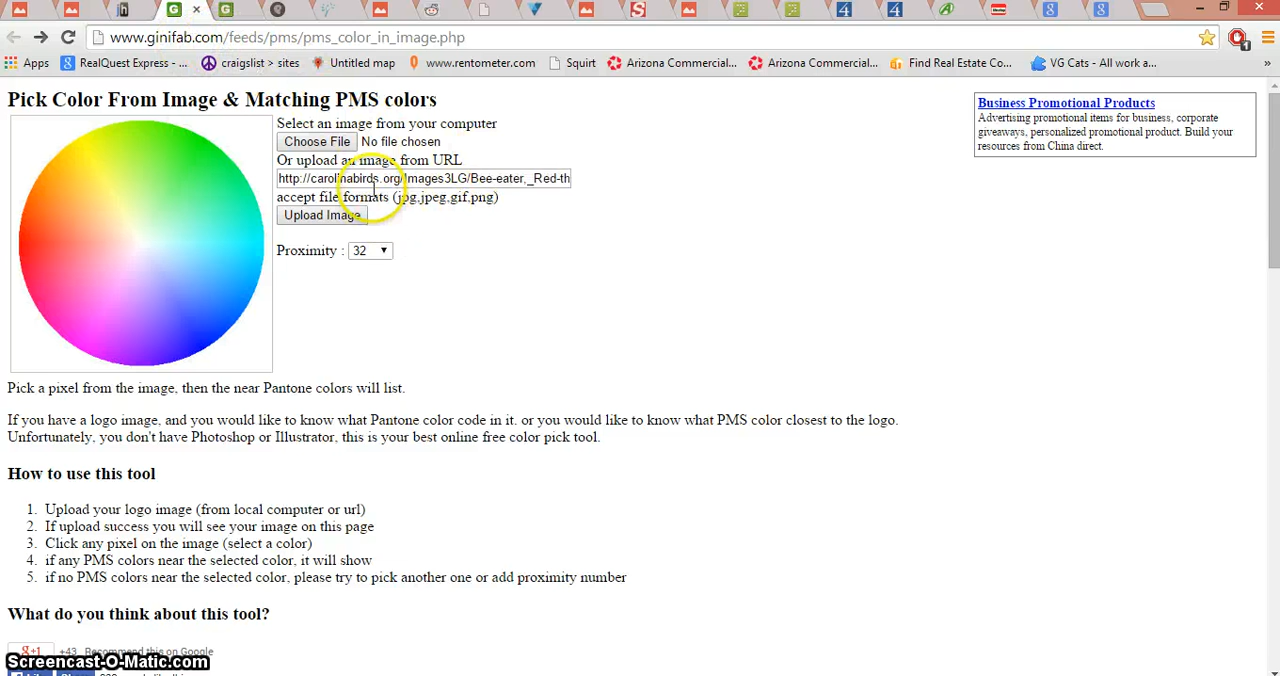 www.ginifab.com/feeds/pms/pms_color_in_image.php
Apps RealQuest Express - ... craigslist > sites Untitled map www.rentometer.com Squirt Arizona Commercial... Arizona Commercial... Find Real Estate Co... VG Cats - All work a... »
Pick Color From Image & Matching PMS colors
Select an image from your computer
Choose File No file chosen
Or upload an image from URL
http://carolinabirds.org/Images3LG/Bee-eater,_Red-th
accept file formats (jpg,jpeg,gif,png)
Upload Image
Proximity : 32
Business Promotional Products
Advertising promotional items for business, corporate
giveaways, personalized promotional product. Build your
resources from China direct.
Pick a pixel from the image, then the near Pantone colors will list.
If you have a logo image, and you would like to know what Pantone color code in it. or you would like to know what PMS color closest to the logo.
Unfortunately, you don't have Photoshop or Illustrator, this is your best online free color pick tool.
How to use this tool
1. Upload your logo image (from local computer or url)
2. If upload success you will see your image on this page
3. Click any pixel on the image (select a color)
4. if any PMS colors near the selected color, it will show
5. if no PMS colors near the selected color, please try to pick another one or add proximity number
What do you think about this tool?
+1 +43 Recommend this on Google
Screencast-O-Matic.com